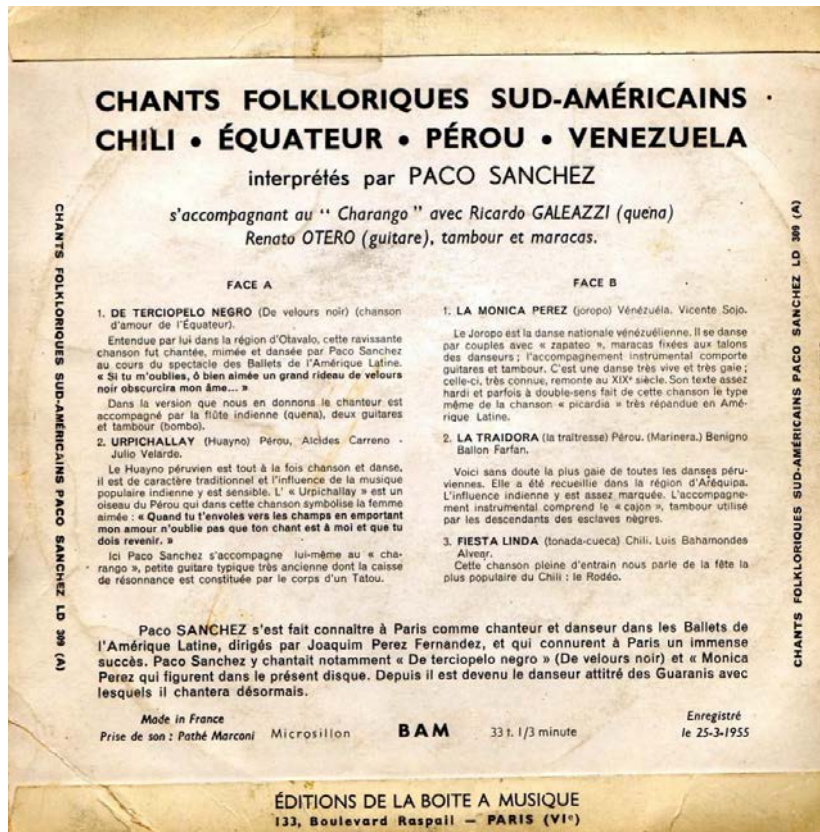 CHANTS FOLKLORIQUES SUD-AMÉRICAINS
CHILI • ÉQUATEUR • PÉROU • VENEZUELA
interprétés par PACO SANCHEZ
s'accompagnant au " Charango " avec Ricardo GALEAZZI (quena)
Renato OTERO (guitare), tambour et maracas.
CHANTS FOLKLORIQUES SUD-AMÉRICAINS PACO SANCHEZ LD 309 (A)
FACE A
1. DE TERCIOPELO NEGRO (De velours noir) (chanson
d'amour de l'Équateur).
Entendue par lui dans la région d'Otavalo, cette ravissante
chanson fut chantée, mimée et dansée par Paco Sanchez
au cours du spectacle des Ballets de l'Amérique Latine.
« Si tu m'oublies, ô bien aimée un grand rideau de velours
noir obscurcira mon âme... »
Dans la version que nous en donnons le chanteur est
accompagné par la flûte indienne (quena), deux guitares
et tambour (bombo).
2. URPICHALLAY (Huayno) Pérou, Alcides Carreno -
Julio Velarde.
Le Huayno péruvien est tout à la fois chanson et danse,
il est de caractère traditionnel et l'influence de la musique
populaire indienne y est sensible. L' « Urpichallay » est un
oiseau du Pérou qui dans cette chanson symbolise la femme
aimée : « Quand tu t'envoles vers les champs en emportant
mon amour n'oublie pas que ton chant est à moi et que tu
dois revenir. »
Ici Paco Sanchez s'accompagne lui-même au « cha-
rango », petite guitare typique très ancienne dont la caisse
de résonnance est constituée par le corps d'un Tatou.
FACE B
1. LA MONICA PEREZ (joropo) Vénézuéla. Vicente Sojo.
Le Joropo est la danse nationale vénézuélienne. Il se danse
par couples avec « zapateo », maracas fixées aux talons
des danseurs ; l'accompagnement instrumental comporte
guitares et tambour. C'est une danse très vive et très gaie ;
celle-ci, très connue, remonte au XIXe siècle. Son texte assez
hardi et parfois à double-sens fait de cette chanson le type
même de la chanson « picardia » très répandue en Amé-
rique Latine.
2. LA TRAIDORA (la traîtresse) Pérou. (Marinera.) Benigno
Ballon Farfan.
Voici sans doute la plus gaie de toutes les danses péru-
viennes. Elle a été recueillie dans la région d'Aréquipa.
L'influence indienne y est assez marquée. L'accompagne-
ment instrumental comprend le « cajon », tambour utilisé
par les descendants des esclaves nègres.
3. FIESTA LINDA (tonada-cueca) Chili. Luis Bahamondes
Alvear.
Cette chanson pleine d'entrain nous parle de la fête la
plus populaire du Chili : le Rodéo.
CHANTS FOLKLORIQUES SUD-AMÉRICAINS PACO SANCHEZ LD 309 (A)
Paco SANCHEZ s'est fait connaître à Paris comme chanteur et danseur dans les Ballets de
l'Amérique Latine, dirigés par Joaquim Perez Fernandez, et qui connurent à Paris un immense
succès. Paco Sanchez y chantait notamment « De terciopelo negro » (De velours noir) et « Monica
Perez qui figurent dans le présent disque. Depuis il est devenu le danseur attitré des Guaranis avec
lesquels il chantera désormais.
Made in France
Prise de son : Pathé Marconi
Microsillon
BAM
33 t. 1/3 minute
Enregistré
le 25-3-1955
ÉDITIONS DE LA BOITE A MUSIQUE
133, Boulevard Raspail — PARIS (VIe)